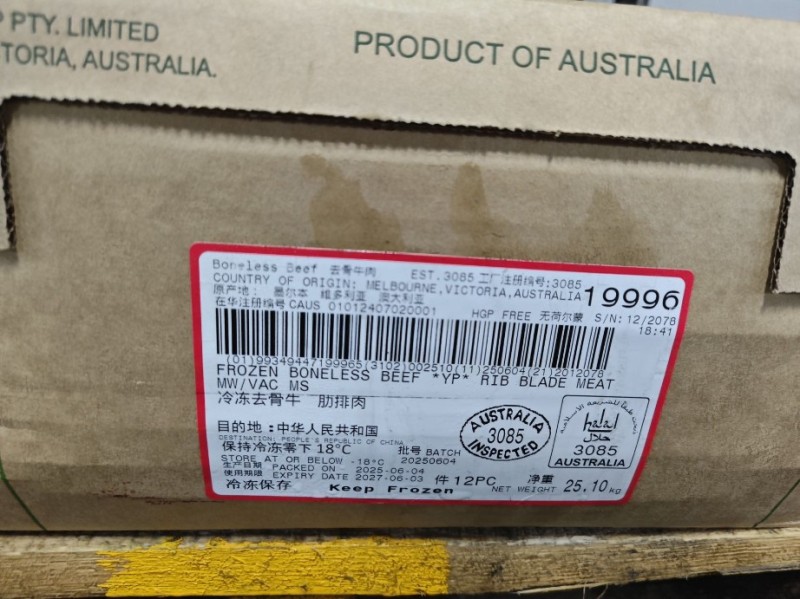 P PTY. LIMITED
TORIA, AUSTRALIA.
PRODUCT OF AUSTRALIA
Boneless Beef 去骨牛肉 EST.3085 工厂注册编号:3085
COUNTRY OF ORIGIN: MELBOURNE,VICTORIA,AUSTRALIA
原产地: 墨尔本 维多利亚 澳大利亚
19996
在华注册编号 CAUS 01012407020001 HGP FREE 无荷尔蒙 S/N:12/2078
18:41
(01)99349447199965(3102)002510(11)250604(21)2012078
FROZEN BONELESS BEEF *YP* RIB BLADE MEAT
MW/VAC MS
冷冻去骨牛 肋排肉
目的地:中华人民共和国
DESTINATION: PEOPLE'S REPUBLIC OF CHINA
保持冷冻零下18°C 批号 BATCH
STORE AT OR BELOW -18°C 20250604
生产日期 PACKED ON 2025-06-04
使用期限 EXPIRY DATE 2027-06-03 件12PC 净重
NET WEIGHT 25.10kg
冷冻保存 Keep Frozen
AUSTRALIA
3085
INSPECTED
halal
حلال
3085
AUSTRALIA